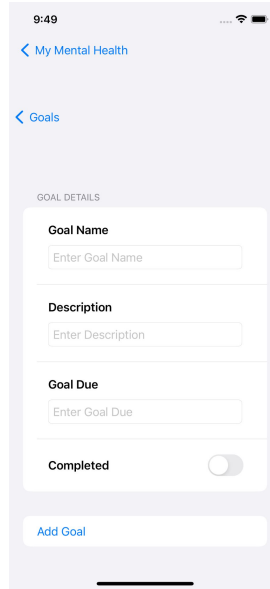 9:49
My Mental Health
Goals
GOAL DETAILS
Goal Name
Enter Goal Name
Description
Enter Description
Goal Due
Enter Goal Due
Completed
Add Goal